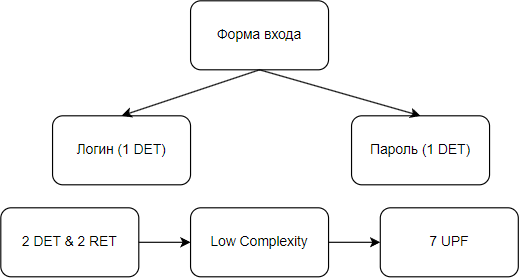 Форма входа
Логин (1 DET)
Пароль (1 DET)
2 DET & 2 RET
Low Complexity
7 UPF